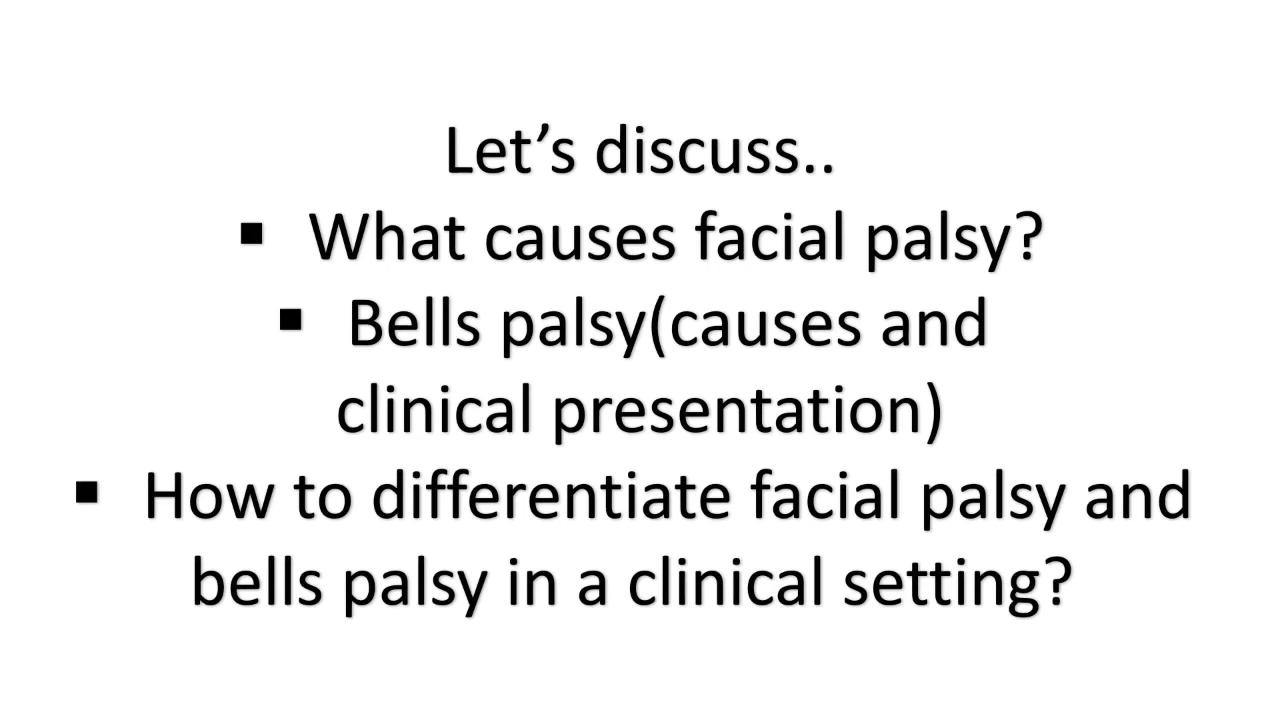 Let’s discuss..
▪ What causes facial palsy?
▪ Bells palsy(causes and
clinical presentation)
▪ How to differentiate facial palsy and
bells palsy in a clinical setting?